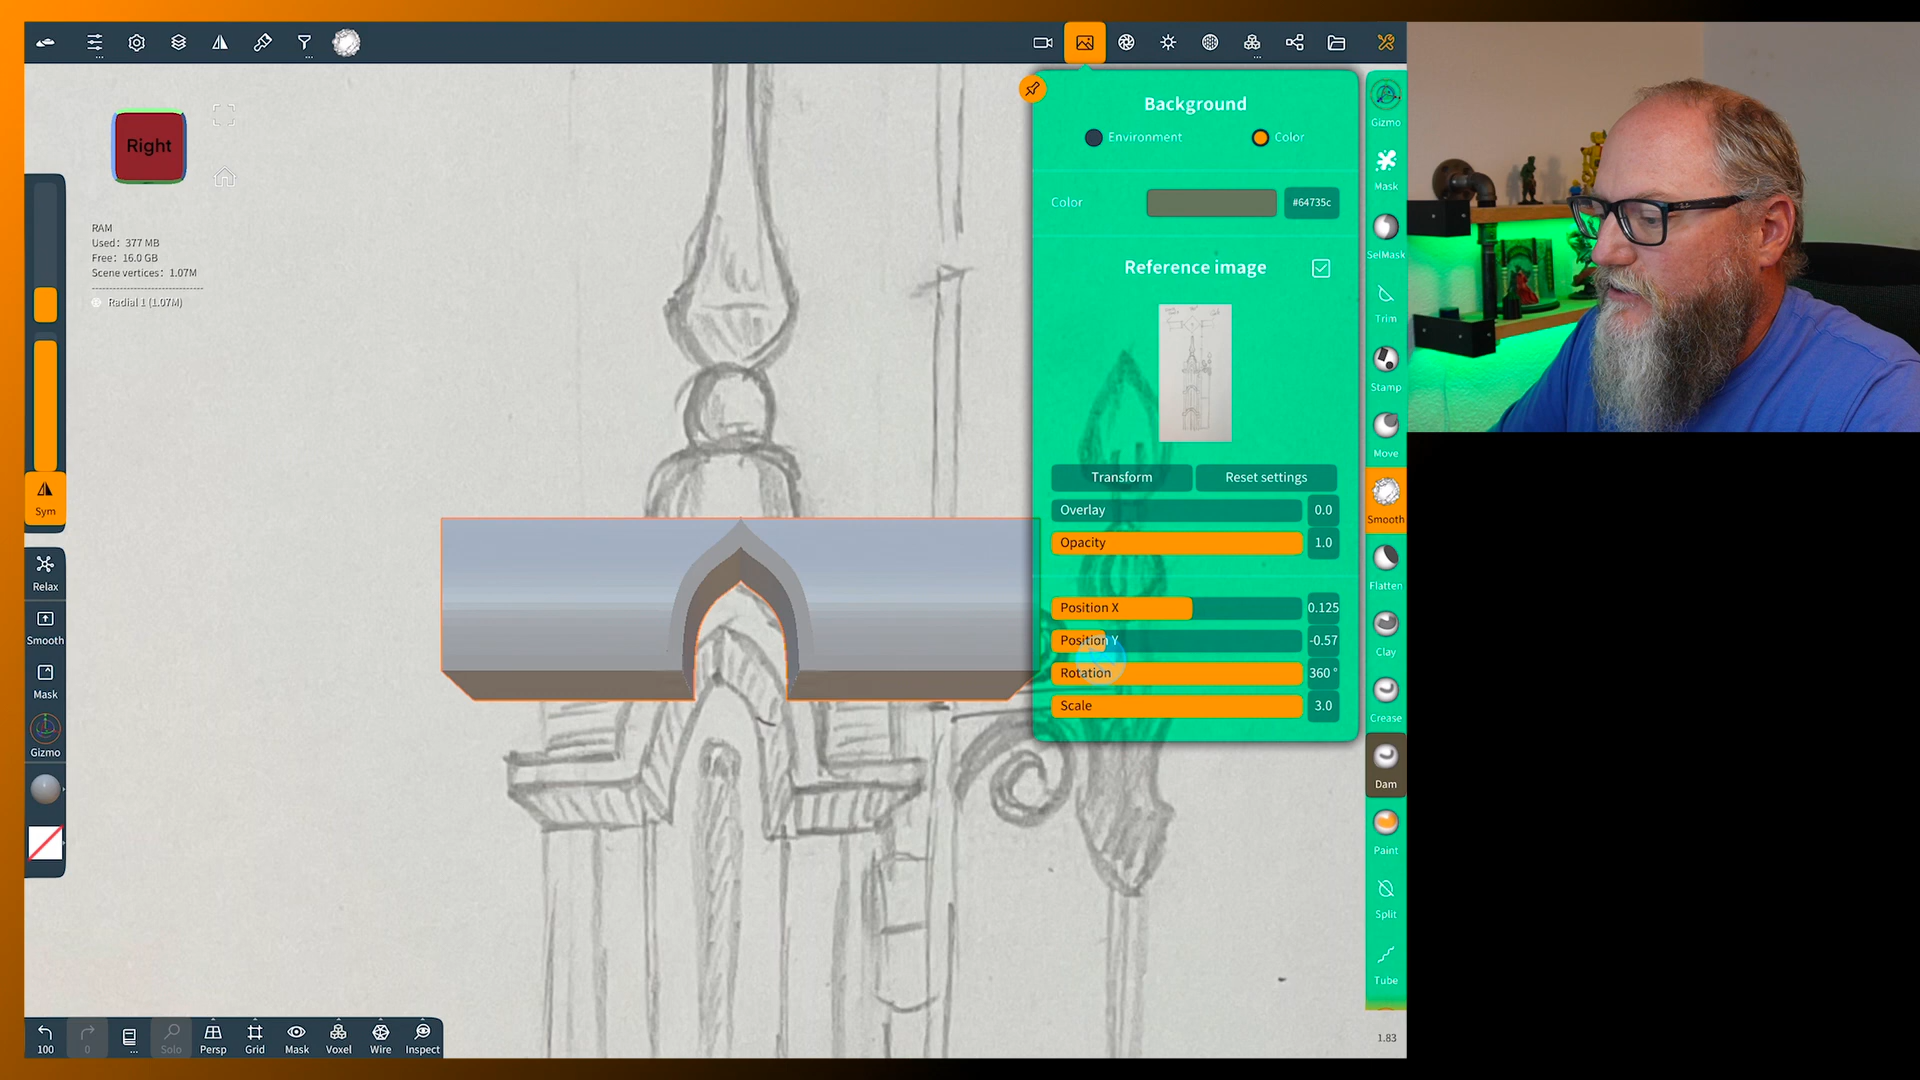 Right
RAM
Used: 377 MB
Free: 16.0 GB
Scene vertices: 1.07M
Radial 1 (1.07M)
Sym
Relax
Smooth
Mask
Gizmo
100
0
...
Solo
Persp
Grid
Mask
Voxel
Wire
Inspect
Background
Environment
Color
Color
#64735c
Reference image
Transform
Reset settings
Overlay 0.0
Opacity 1.0
Position X 0.125
Position Y -0.57
Rotation 360 °
Scale 3.0
Gizmo
Mask
SelMask
Trim
Stamp
Move
Smooth
Flatten
Clay
Crease
Dam
Paint
Split
Tube
1.83